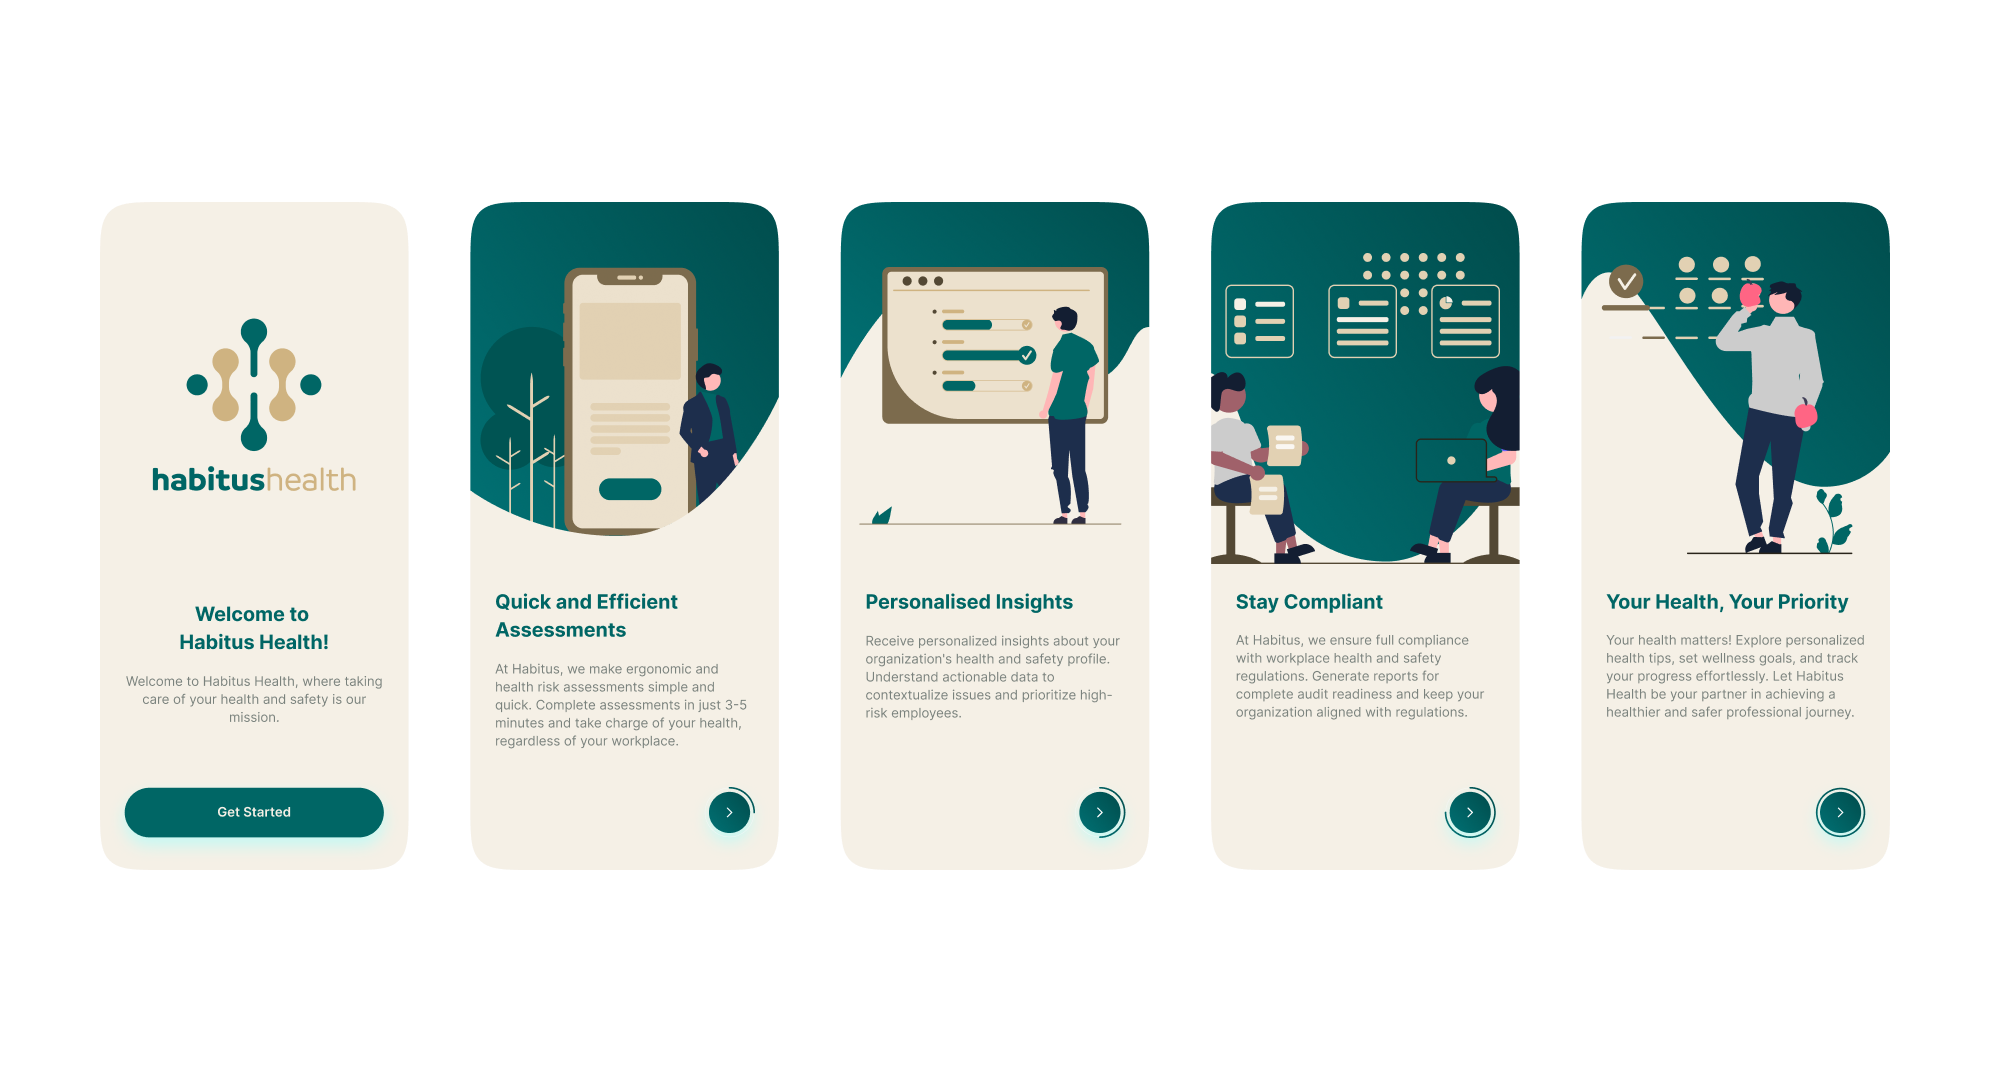 habitushealth
Welcome to
Habitus Health!
Welcome to Habitus Health, where taking
care of your health and safety is our
mission.
Get Started
Quick and Efficient
Assessments
At Habitus, we make ergonomic and
health risk assessments simple and
quick. Complete assessments in just 3-5
minutes and take charge of your health,
regardless of your workplace.
Personalised Insights
Receive personalized insights about your
organization's health and safety profile.
Understand actionable data to
contextualize issues and prioritize high-
risk employees.
Stay Compliant
At Habitus, we ensure full compliance
with workplace health and safety
regulations. Generate reports for
complete audit readiness and keep your
organization aligned with regulations.
Your Health, Your Priority
Your health matters! Explore personalized
health tips, set wellness goals, and track
your progress effortlessly. Let Habitus
Health be your partner in achieving a
healthier and safer professional journey.